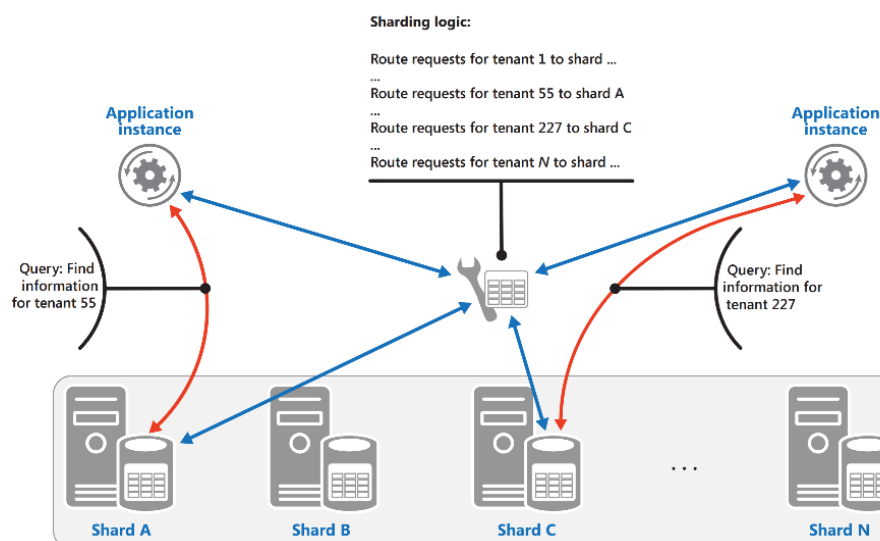 Sharding logic:
Route requests for tenant 1 to shard ...
...
Route requests for tenant 55 to shard A
...
Route requests for tenant 227 to shard C
...
Route requests for tenant N to shard ...
Application
instance
Application
instance
Query: Find
information
for tenant 55
Query: Find
information for
tenant 227
...
Shard A
Shard B
Shard C
Shard N